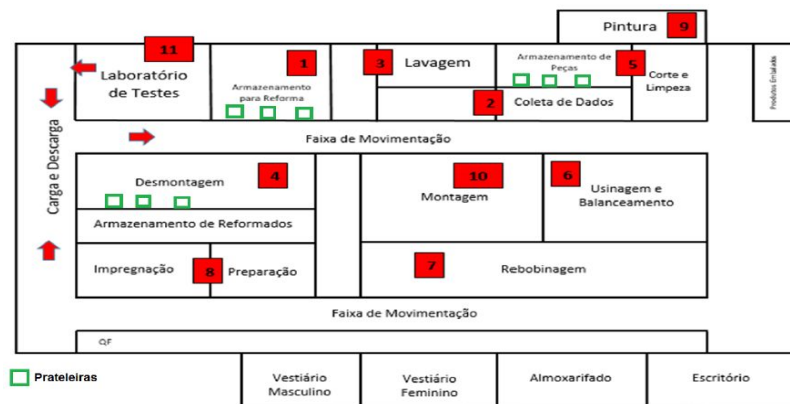 Pintura
9
11
Laboratório
de Testes
1
Armazenamento
para Reforma
3
Lavagem
Armazenamento de
Peças
5
Corte e
Limpeza
Produtos Entalados
2
Coleta de Dados
Faixa de Movimentação
Carga e Descarga
Desmontagem
4
Armazenamento de Reformados
Impregnação
8
Preparação
Montagem
10
6
Usinagem e
Balanceamento
7
Rebobinagem
Faixa de Movimentação
QF
Prateleiras
Vestiário
Masculino
Vestiário
Feminino
Almoxarifado
Escritório